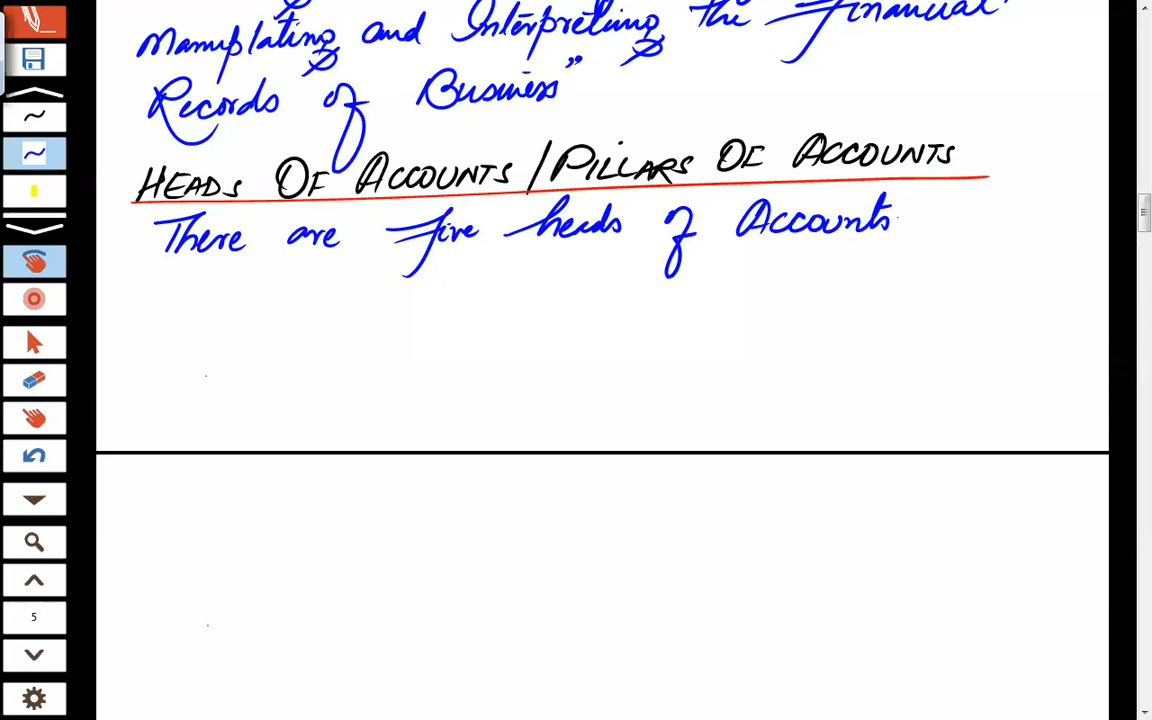 Manuplating and Interpreting the Financial
Records of Business"
HEADS OF ACCOUNTS / PILLARS OF ACCOUNTS
There are five heads of Accounts
5